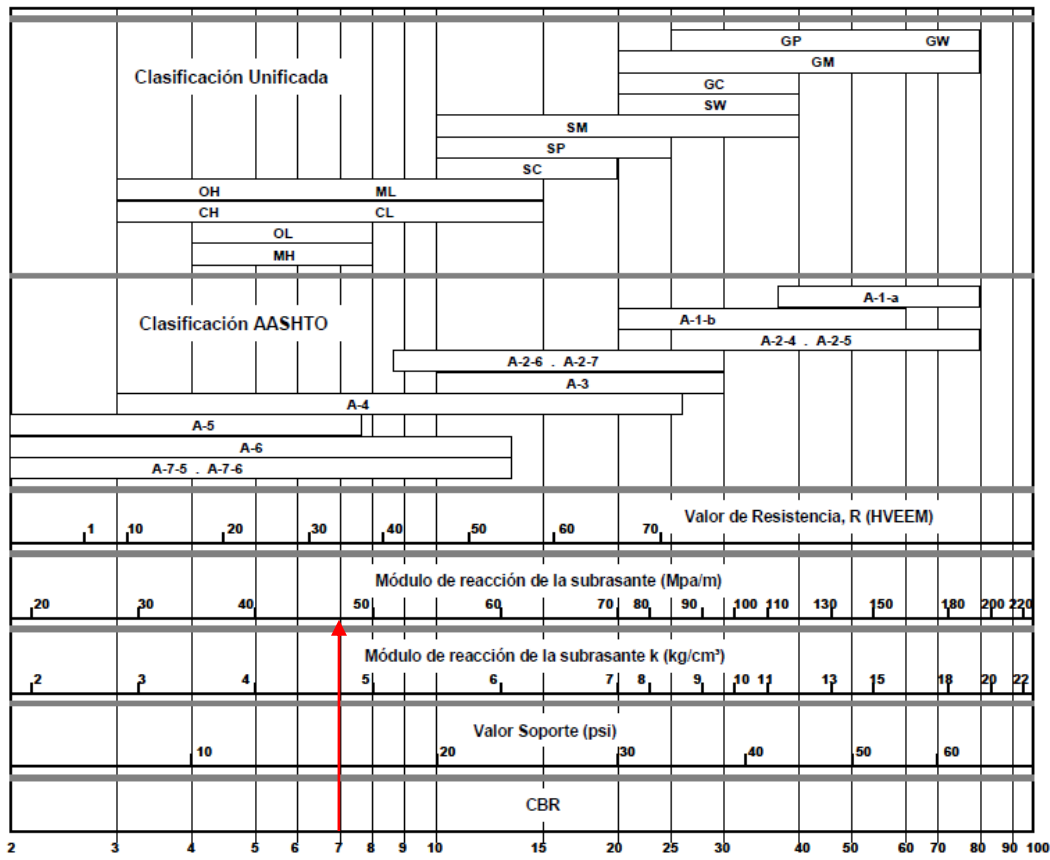 GP GW
GM
Clasificación Unificada
GC
SW
SM
SP
SC
OH ML
CH CL
OL
MH
A-1-a
Clasificación AASHTO
A-1-b
A-2-4 . A-2-5
A-2-6 . A-2-7
A-3
A-4
A-5
A-6
A-7-5 . A-7-6
Valor de Resistencia, R (HVEEM)
1 10 20 30 40 50 60 70
Módulo de reacción de la subrasante (Mpa/m)
20 30 40 50 60 70 80 90 100 110 130 150 180 200 220
Módulo de reacción de la subrasante k (kg/cm³)
2 3 4 5 6 7 8 9 10 11 13 15 18 20 22
Valor Soporte (psi)
10 20 30 40 50 60
CBR
2 3 4 5 6 7 8 9 10 15 20 25 30 40 50 60 70 80 90 100